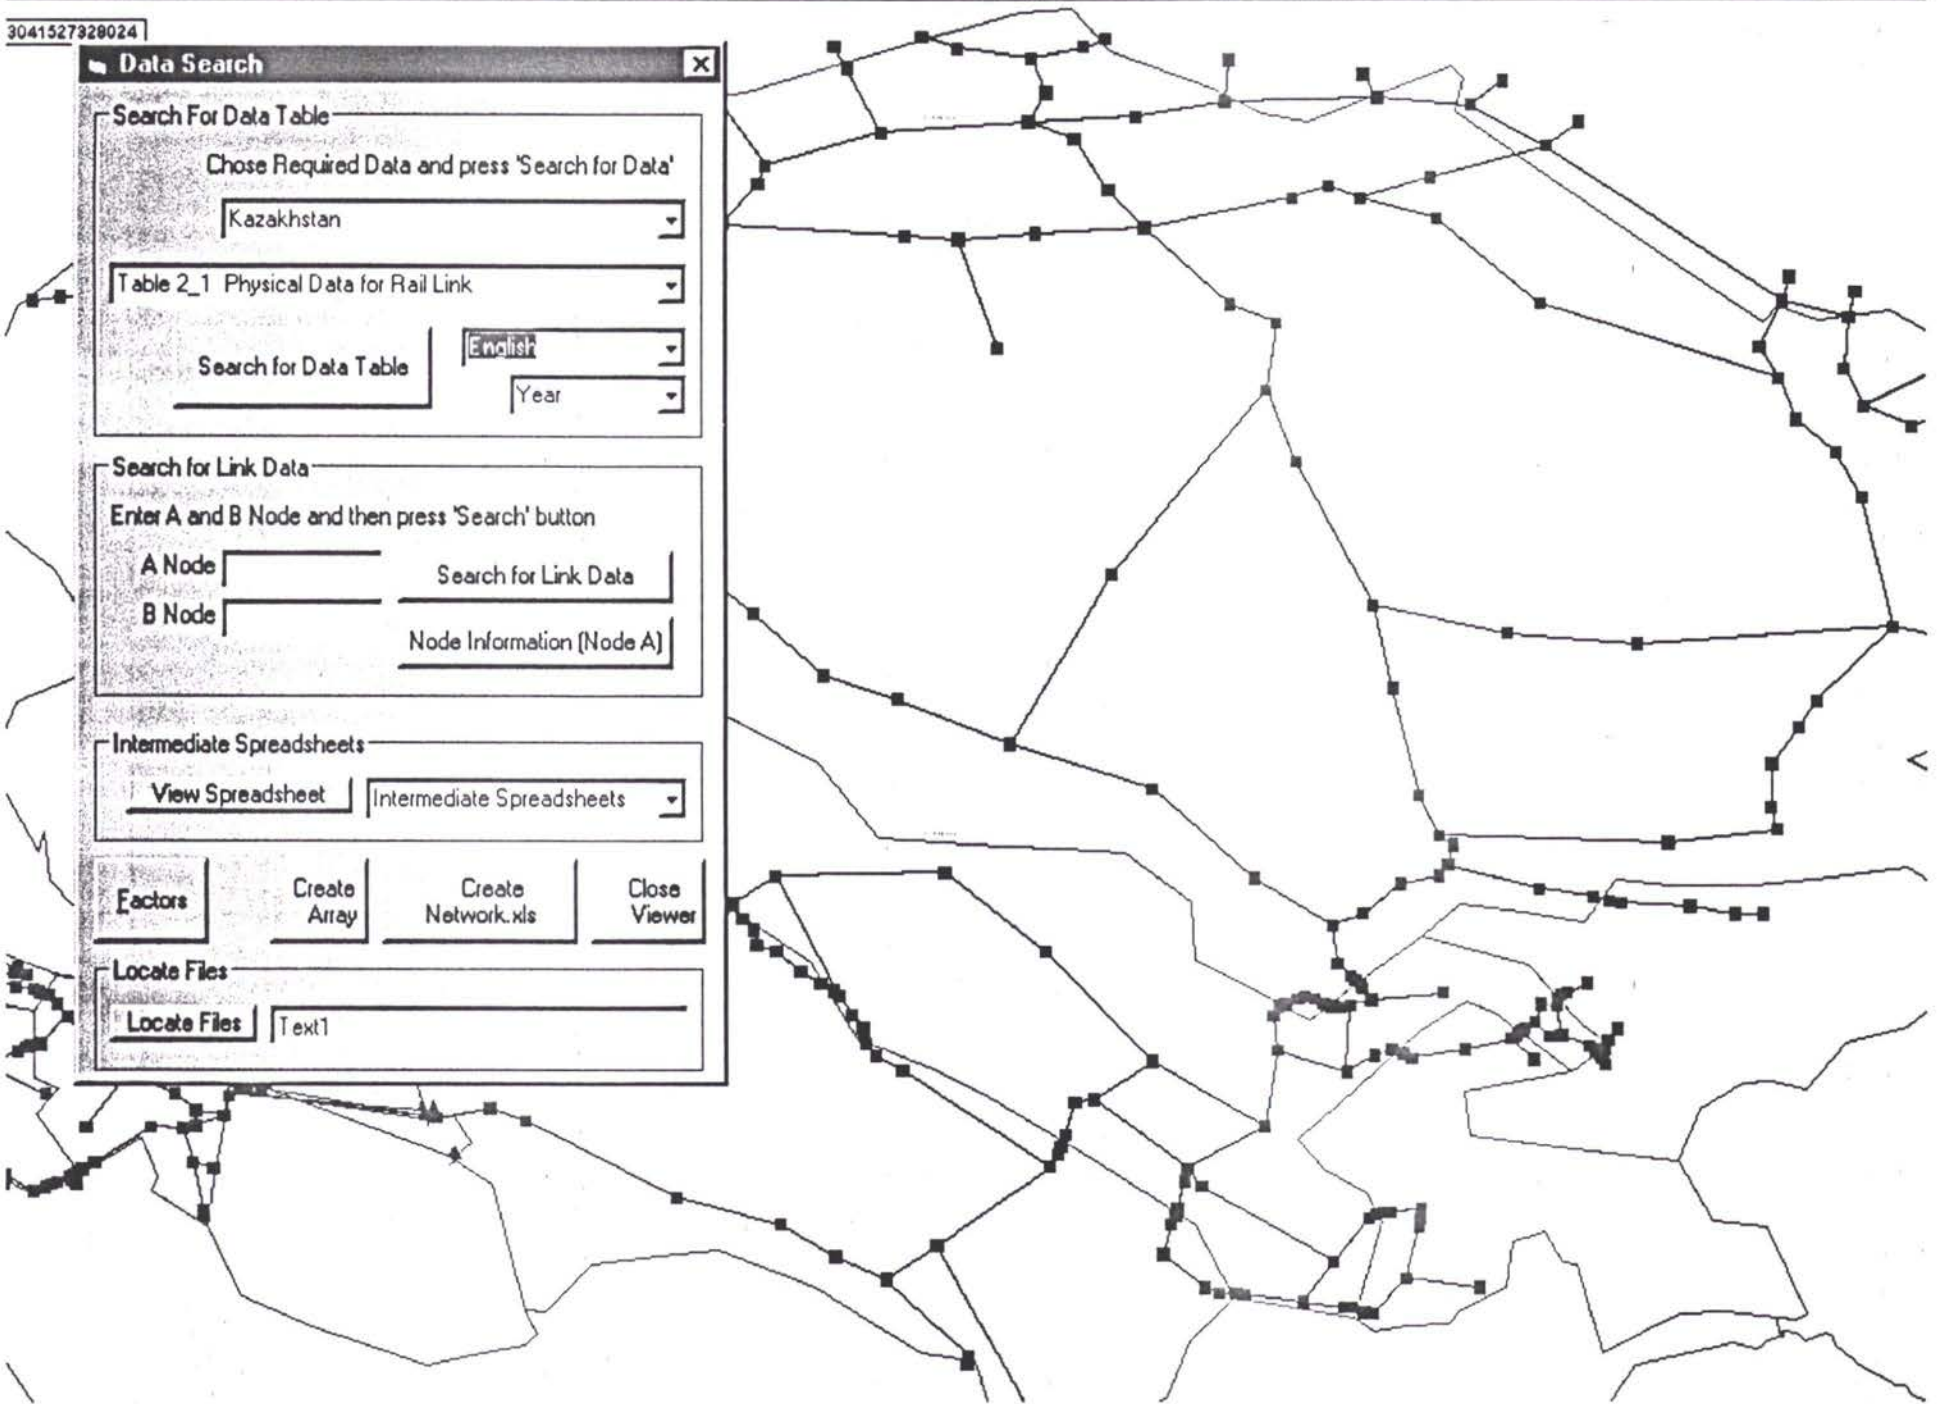 3041527328024
Data Search
Search For Data Table
Chose Required Data and press 'Search for Data'
Kazakhstan
Table 2_1 Physical Data for Rail Link
English
Search for Data Table
Year
Search for Link Data
Enter A and B Node and then press 'Search' button
A Node
Search for Link Data
B Node
Node Information (Node A)
Intermediate Spreadsheets
View Spreadsheet
Intermediate Spreadsheets
Factors
Create
Array
Create
Network.xls
Close
Viewer
Locate Files
Locate Files
Text1